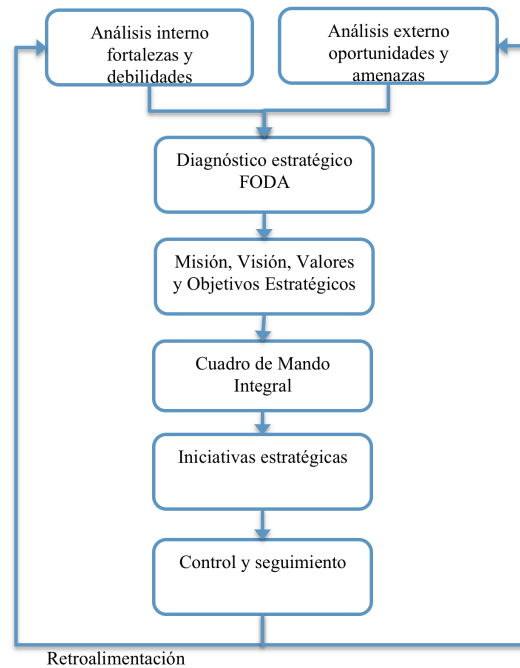 Análisis interno
fortalezas y
debilidades
Análisis externo
oportunidades y
amenazas
Diagnóstico estratégico
FODA
Misión, Visión, Valores
y Objetivos Estratégicos
Cuadro de Mando
Integral
Iniciativas estratégicas
Control y seguimiento
Retroalimentación